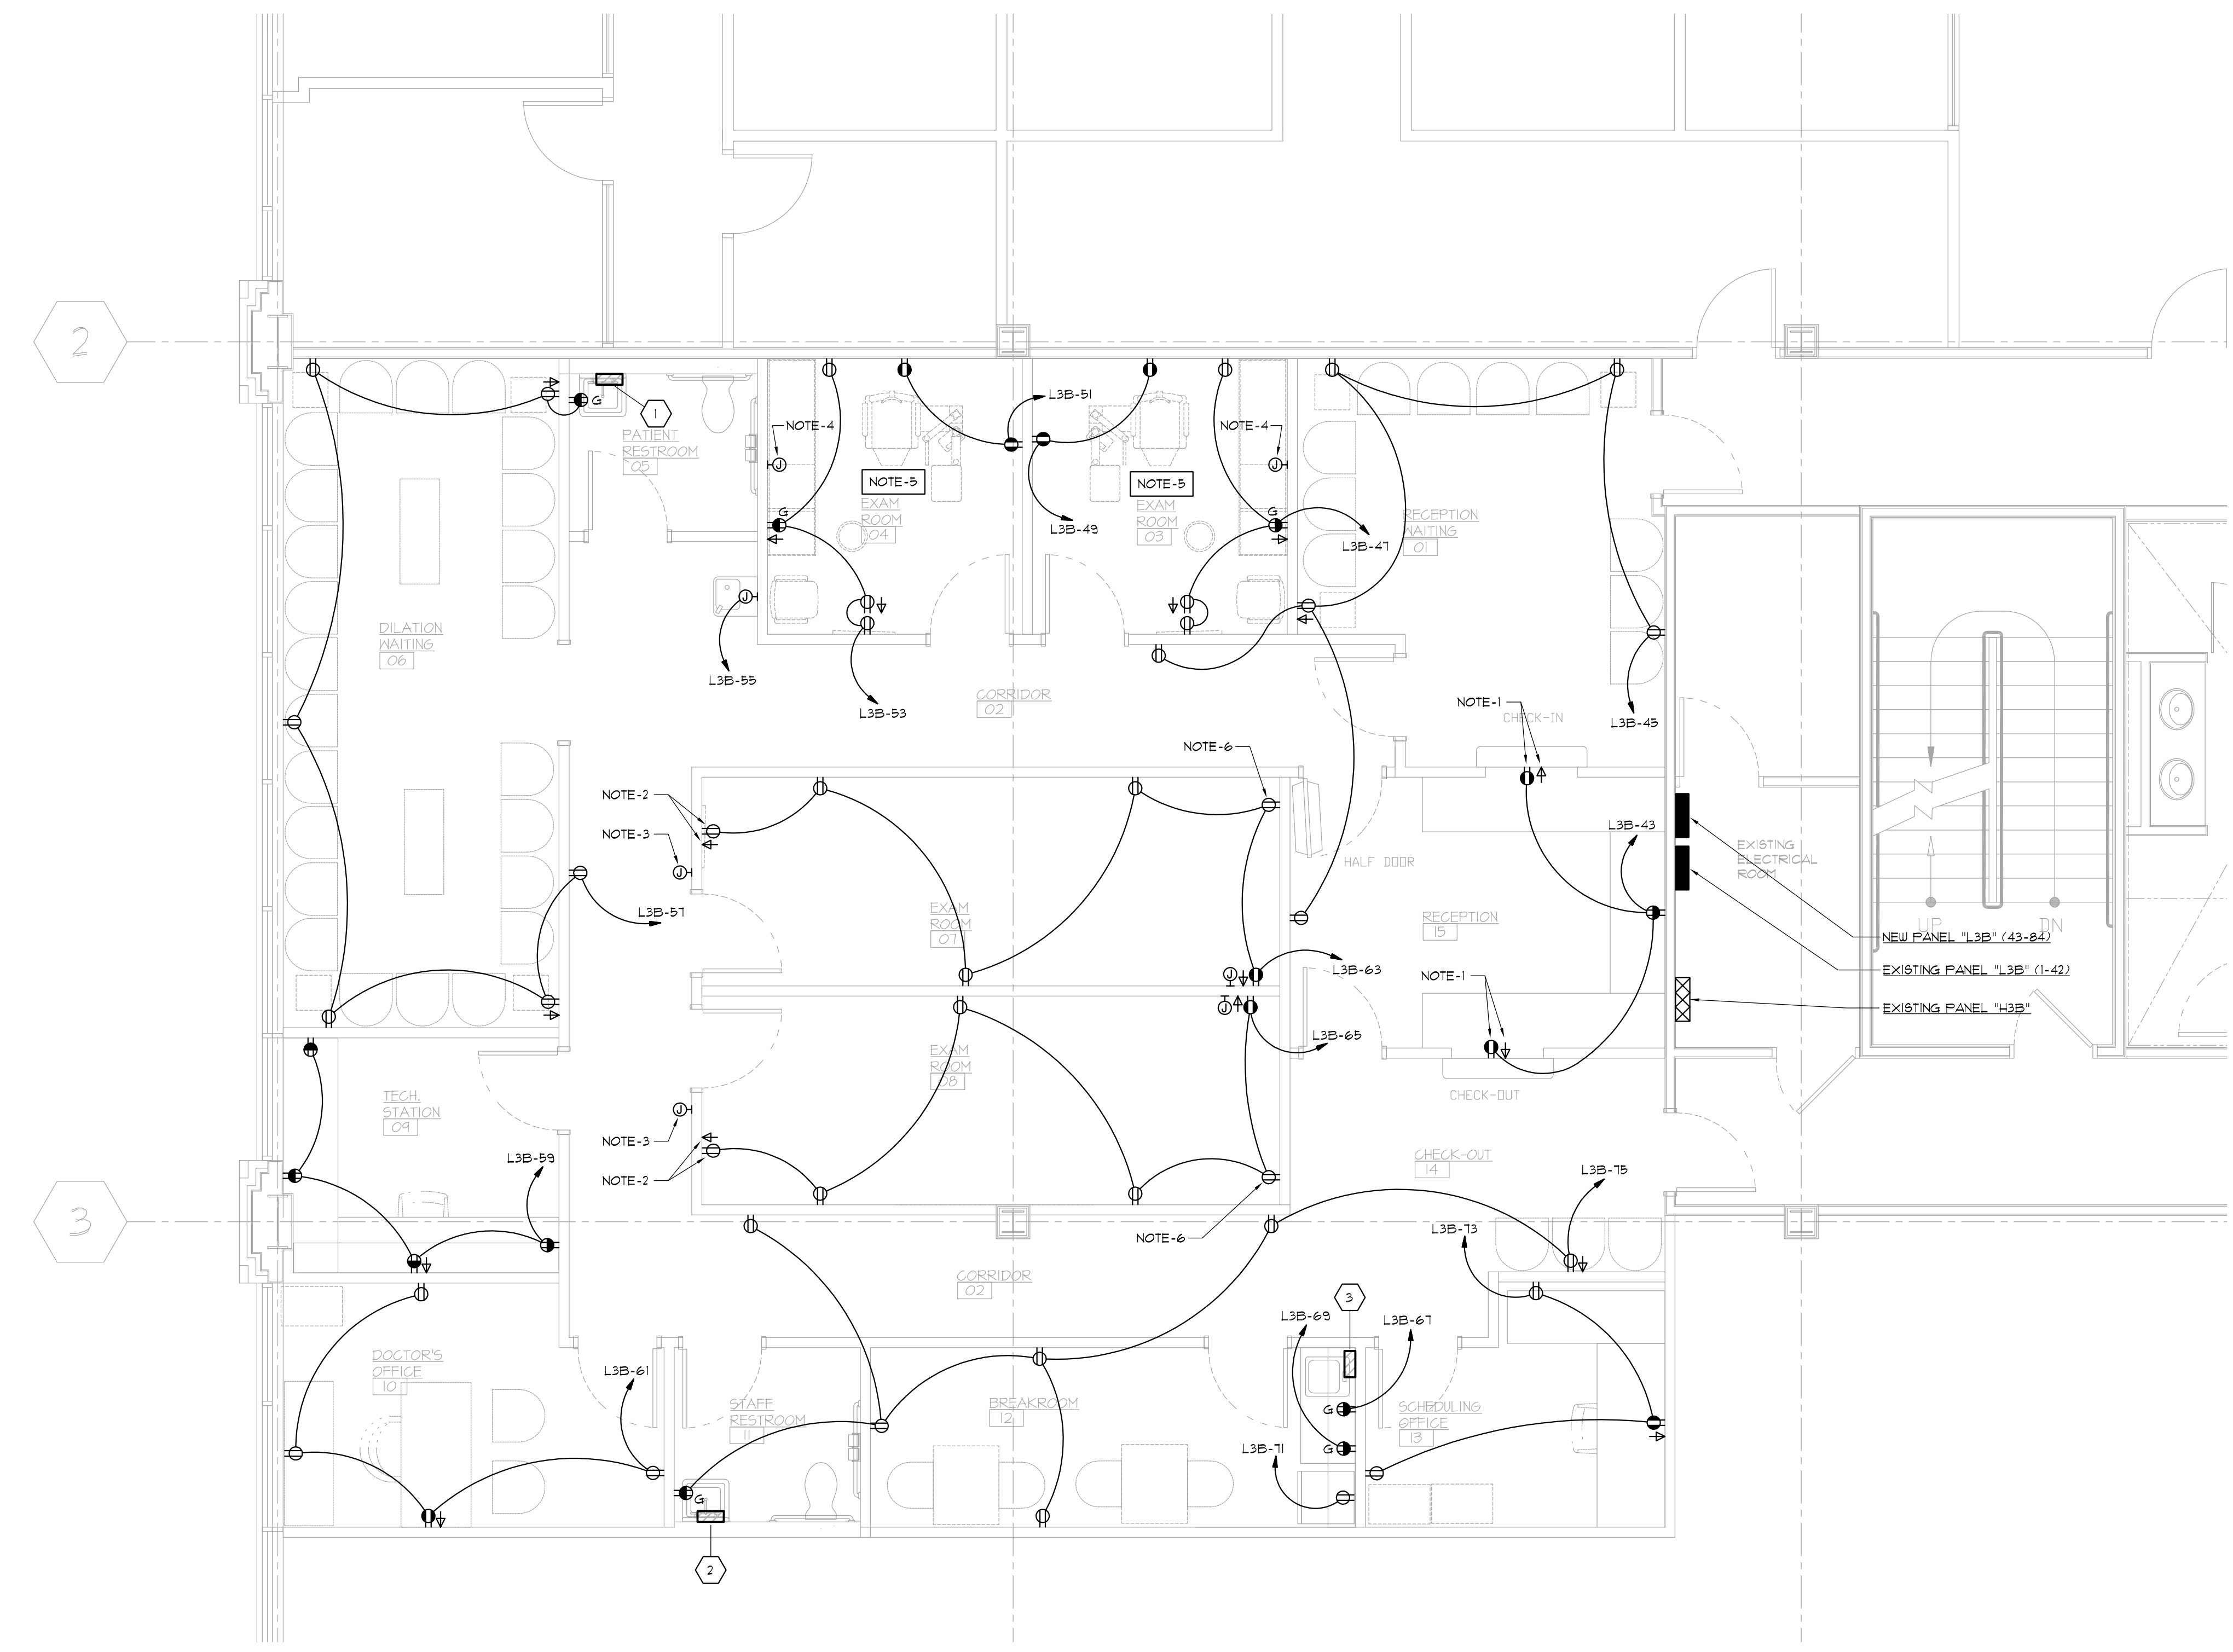 2
L3B-51
1
NOTE-4
NOTE-4
PATIENT
RESTROOM
05
G
NOTE-5
NOTE-5
EXAM
ROOM
04
EXAM
ROOM
03
G
G
J
J
L3B-49
L3B-47
RECEPTION
WAITING
01
J
DILATION
WAITING
06
L3B-55
L3B-53
CORRIDOR
02
NOTE-1
CHECK-IN
L3B-45
NOTE-6
NOTE-2
NOTE-3
J
L3B-43
EXISTING
ELECTRICAL
ROOM
HALF DOOR
L3B-57
EXAM
ROOM
07
RECEPTION
15
UP
DN
NEW PANEL "L3B" (43-84)
L3B-63
J
NOTE-1
EXISTING PANEL "L3B" (1-42)
EXISTING PANEL "H3B"
J
L3B-65
EXAM
ROOM
08
TECH.
STATION
09
CHECK-OUT
J
NOTE-3
NOTE-2
L3B-59
CHECK-OUT
14
L3B-75
3
NOTE-6
L3B-73
CORRIDOR
02
3
L3B-69
L3B-67
DOCTOR'S
OFFICE
10
L3B-61
STAFF
RESTROOM
11
BREAKROOM
12
SCHEDULING
OFFICE
13
G
G
L3B-71
G
2